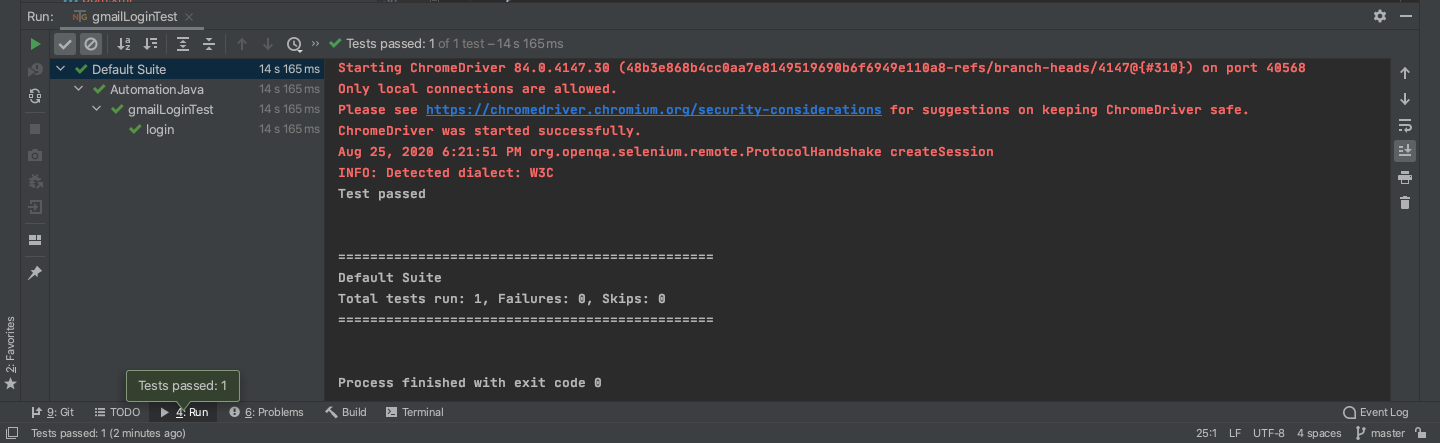 Run:
NG gmailLoginTest
Tests passed: 1 of 1 test – 14 s 165 ms
Default Suite 14 s 165 ms
AutomationJava 14 s 165 ms
gmailLoginTest 14 s 165 ms
login 14 s 165 ms
Starting ChromeDriver 84.0.4147.30 (48b3e868b4cc0aa7e8149519690b6f6949e110a8-refs/branch-heads/4147@{#310}) on port 40568
Only local connections are allowed.
Please see https://chromedriver.chromium.org/security-considerations for suggestions on keeping ChromeDriver safe.
ChromeDriver was started successfully.
Aug 25, 2020 6:21:51 PM org.openqa.selenium.remote.ProtocolHandshake createSession
INFO: Detected dialect: W3C
Test passed
===============================================
Default Suite
Total tests run: 1, Failures: 0, Skips: 0
===============================================
Process finished with exit code 0
2: Favorites
Tests passed: 1
9: Git TODO 4: Run 6: Problems Build Terminal Event Log
Tests passed: 1 (2 minutes ago) 25:1 LF UTF-8 4 spaces master